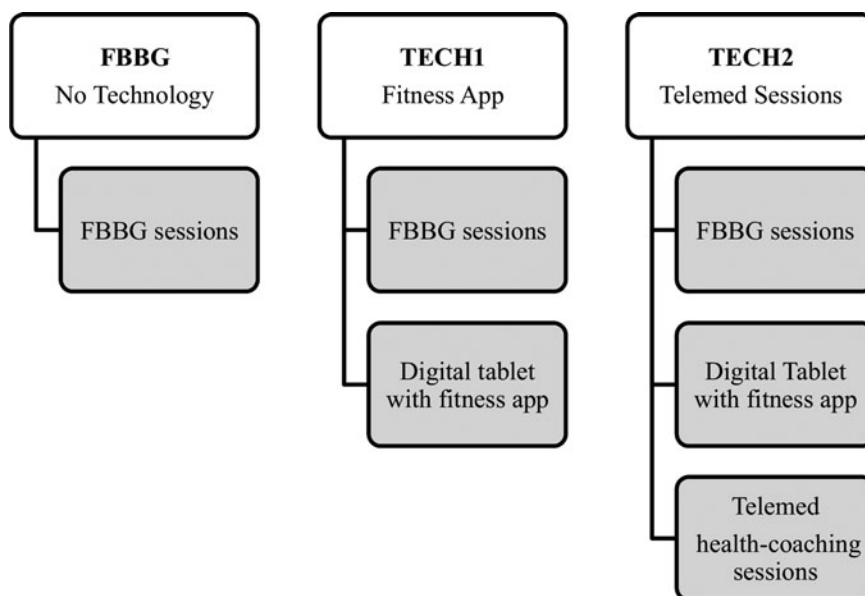 FBBG
No Technology
FBBG sessions
TECH1
Fitness App
FBBG sessions
Digital tablet
with fitness app
TECH2
Telemed Sessions
FBBG sessions
Digital Tablet
with fitness app
Telemed
health-coaching
sessions